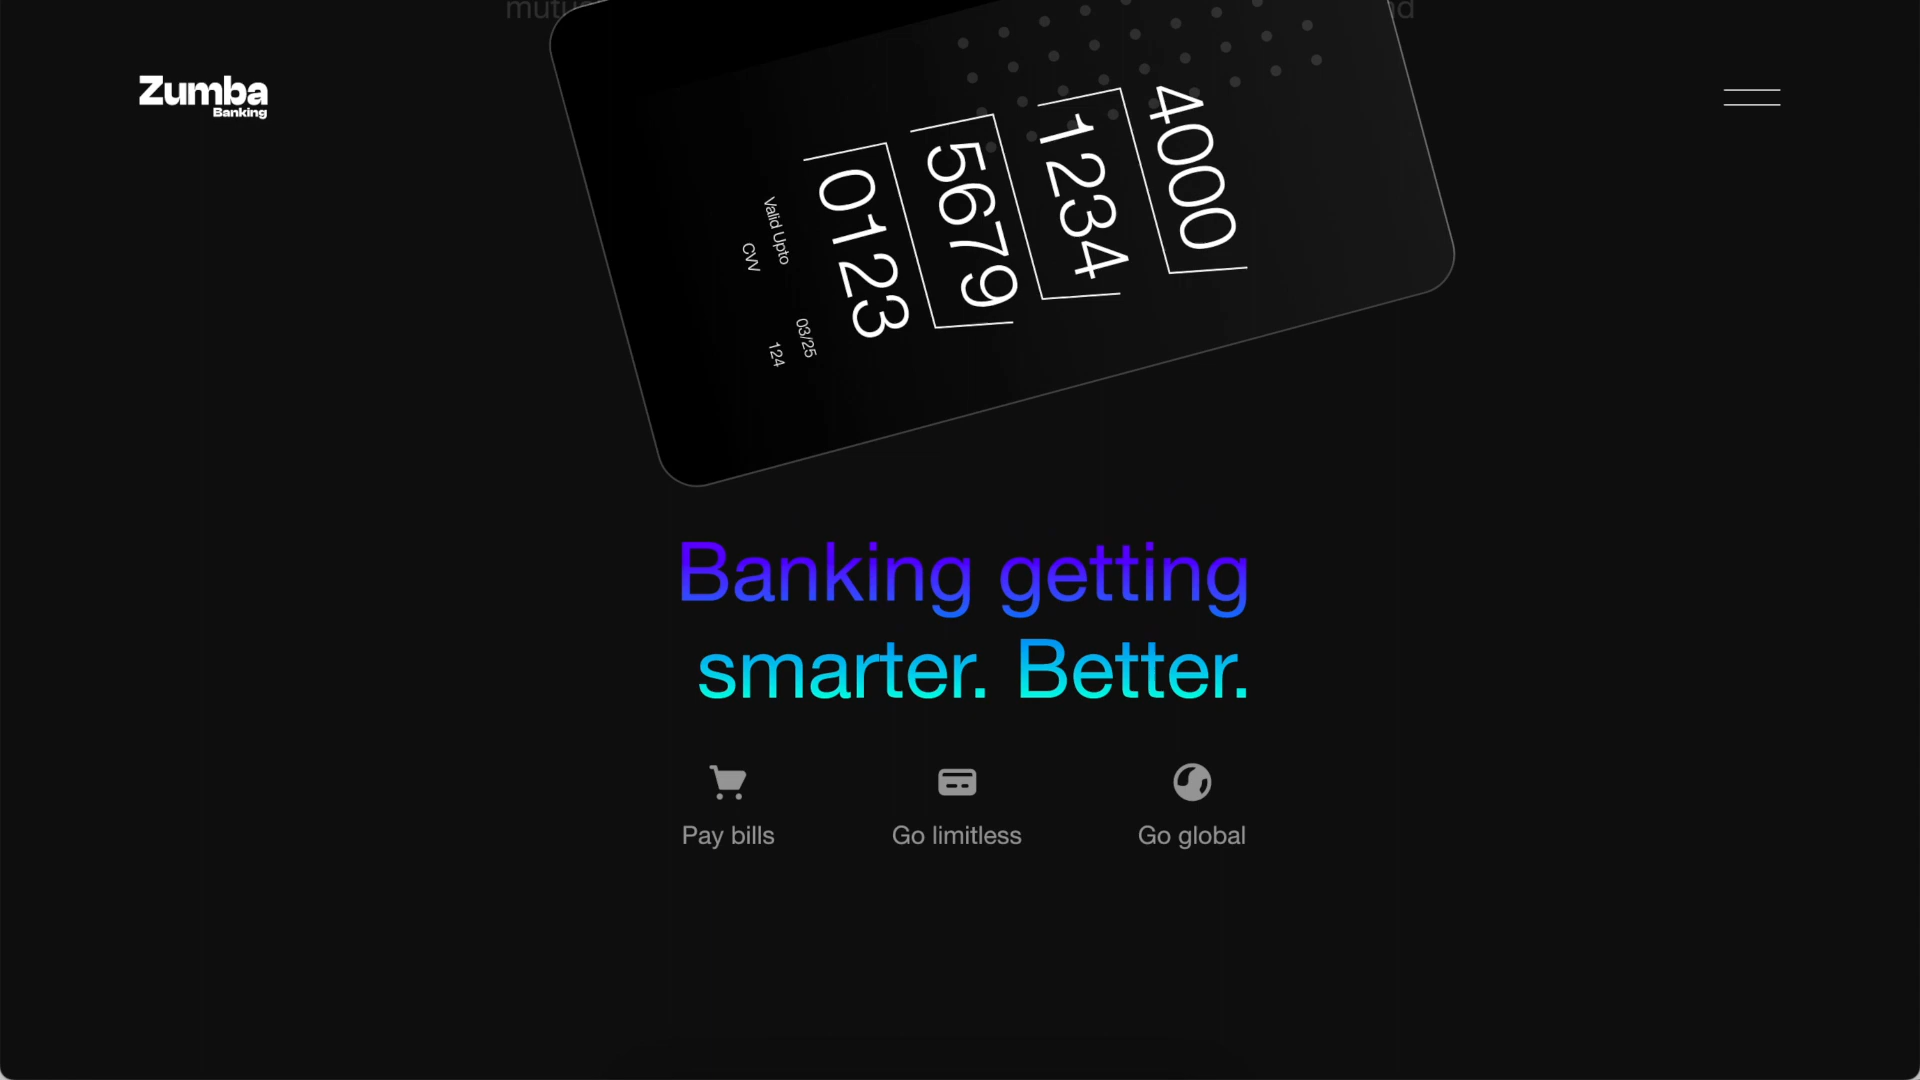 Zumba
Banking
4000
1234
5679
0123
Valid Upto 03/25
CVV 124
Banking getting
smarter. Better.
Pay bills
Go limitless
Go global